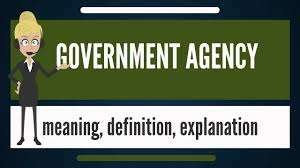 GOVERNMENT AGENCY
meaning, definition, explanation